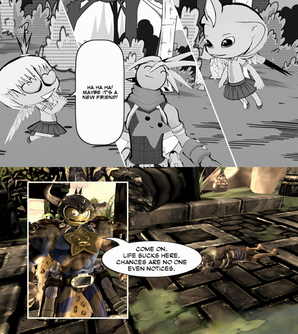 HA HA HA!
MAYBE IT'S A
NEW FRIEND!
COME ON.
LIFE SUCKS HERE.
CHANCES ARE NO ONE
EVEN NOTICES.